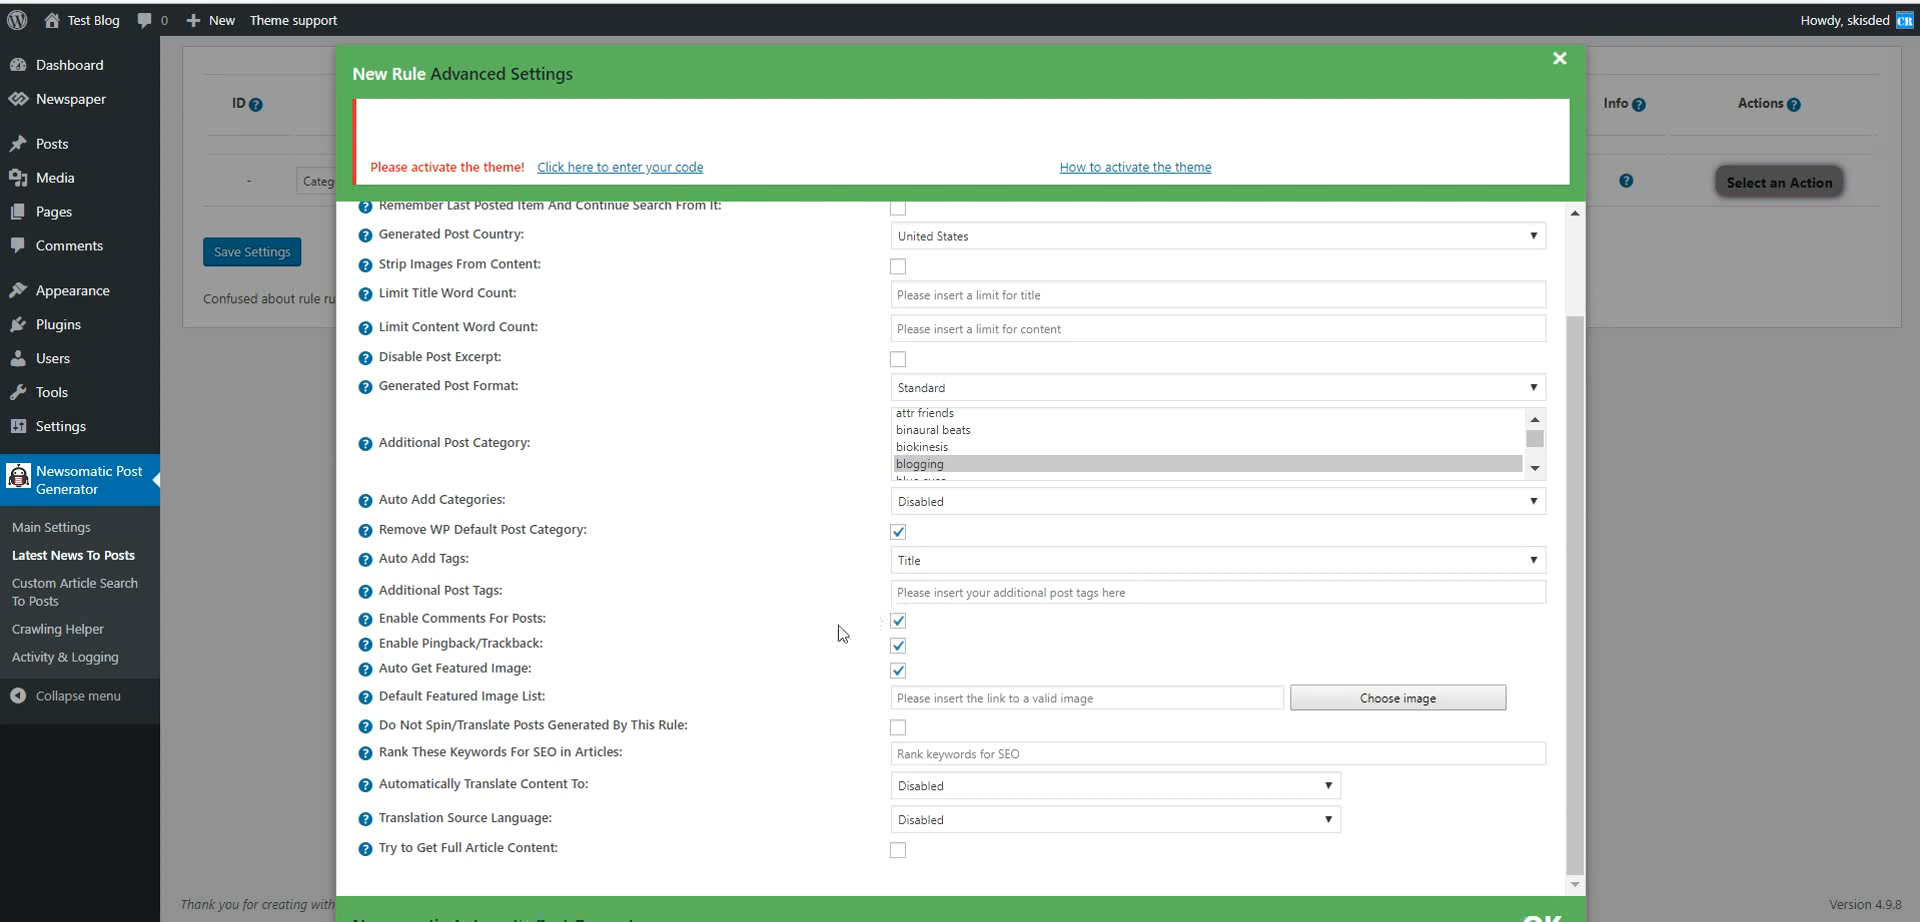 Test Blog
0
New
Theme support
Howdy, skisded
CR
Dashboard
Newspaper
Posts
Media
Pages
Comments
Appearance
Plugins
Users
Tools
Settings
Newsomatic Post
Generator
Main Settings
Latest News To Posts
Custom Article Search
To Posts
Crawling Helper
Activity & Logging
Collapse menu
ID
-
Categ
Save Settings
Confused about rule ru
Thank you for creating with
Info
Actions
Select an Action
Version 4.9.8
New Rule Advanced Settings
Please activate the theme! Click here to enter your code
How to activate the theme
Remember Last Posted Item And Continue Search From It:
Generated Post Country:
United States
Strip Images From Content:
Limit Title Word Count:
Please insert a limit for title
Limit Content Word Count:
Please insert a limit for content
Disable Post Excerpt:
Generated Post Format:
Standard
Additional Post Category:
attr friends
binaural beats
biokinesis
blogging
Auto Add Categories:
Disabled
Remove WP Default Post Category:
Auto Add Tags:
Title
Additional Post Tags:
Please insert your additional post tags here
Enable Comments For Posts:
Enable Pingback/Trackback:
Auto Get Featured Image:
Default Featured Image List:
Please insert the link to a valid image
Choose image
Do Not Spin/Translate Posts Generated By This Rule:
Rank These Keywords For SEO in Articles:
Rank keywords for SEO
Automatically Translate Content To:
Disabled
Translation Source Language:
Disabled
Try to Get Full Article Content:
OK